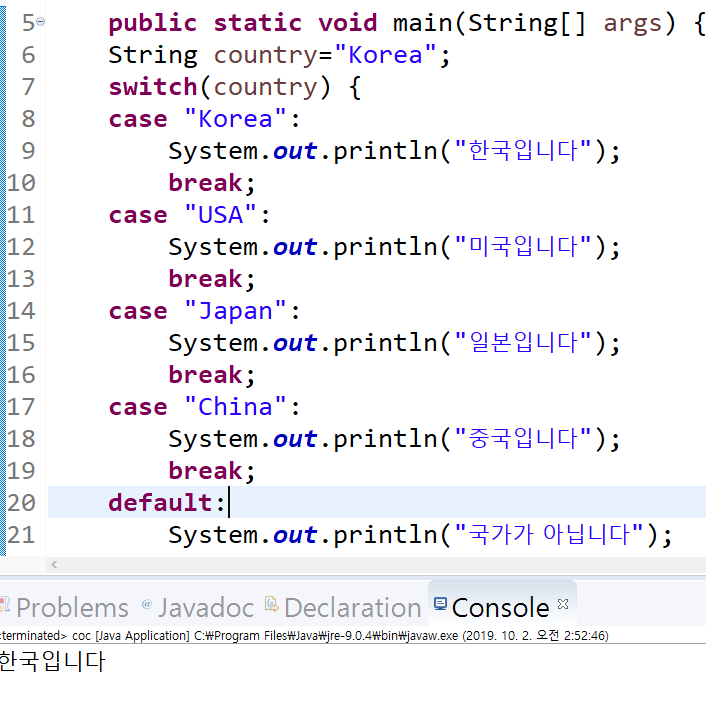 5 public static void main(String[] args) {
6 String country="Korea";
7 switch(country) {
8 case "Korea":
9 System.out.println("한국입니다");
10 break;
11 case "USA":
12 System.out.println("미국입니다");
13 break;
14 case "Japan":
15 System.out.println("일본입니다");
16 break;
17 case "China":
18 System.out.println("중국입니다");
19 break;
20 default:
21 System.out.println("국가가 아닙니다");
Problems @ Javadoc Declaration Console
<terminated> coc [Java Application] C:₩Program Files₩Java₩jre-9.0.4₩bin₩javaw.exe (2019. 10. 2. 오전 2:52:46)
한국입니다